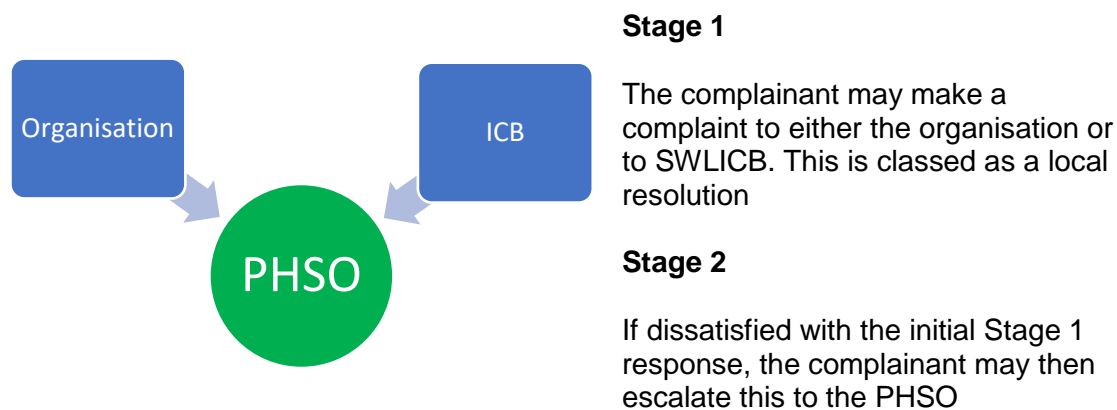 Organisation
ICB
PHSO
Stage 1
The complainant may make a
complaint to either the organisation or
to SWLICB. This is classed as a local
resolution
Stage 2
If dissatisfied with the initial Stage 1
response, the complainant may then
escalate this to the PHSO